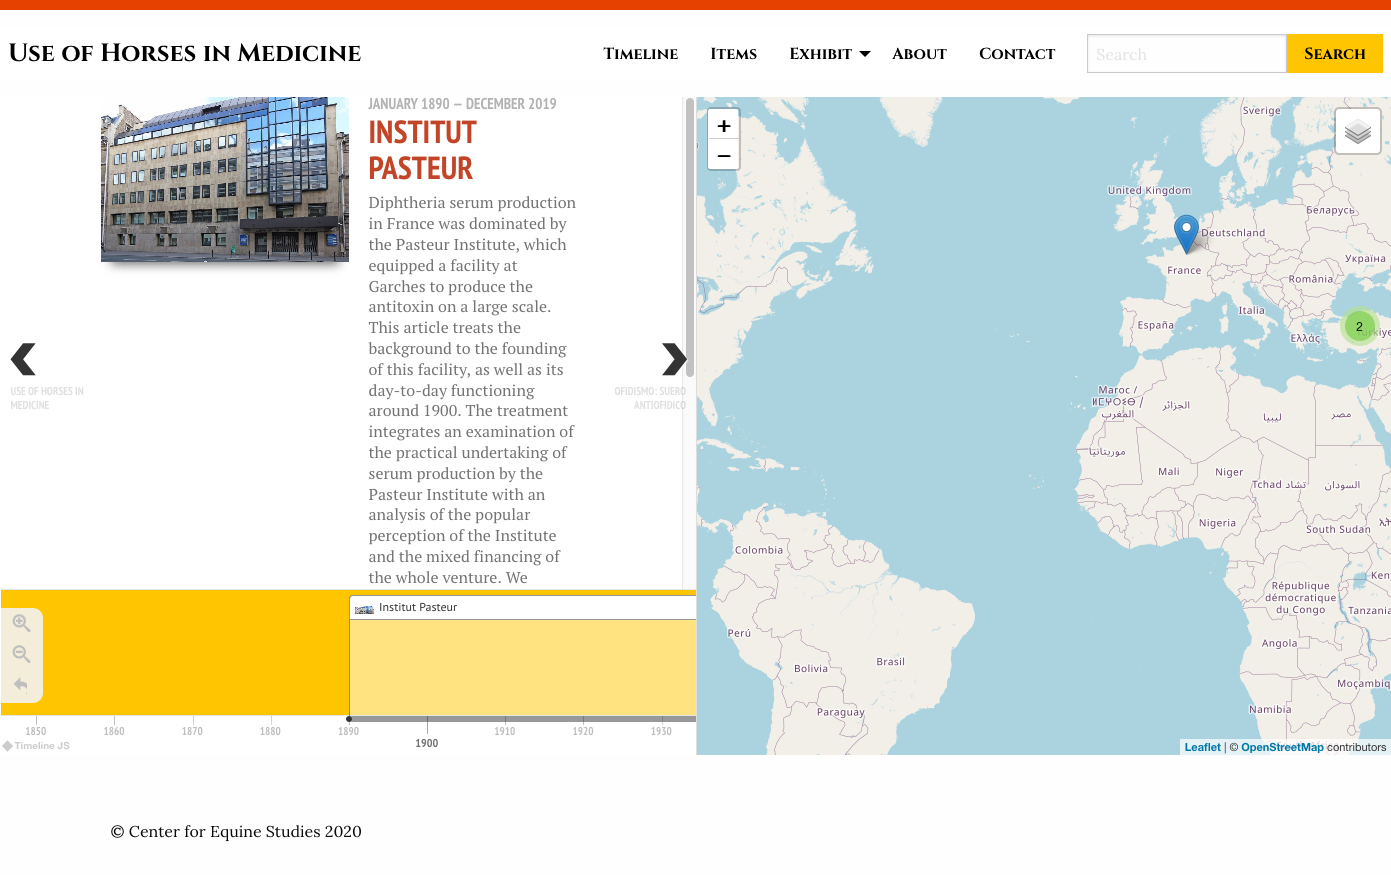 Use of Horses in Medicine
Timeline
Items
Exhibit
About
Contact
Search
Search
JANUARY 1890 – DECEMBER 2019
INSTITUT
PASTEUR
Diphtheria serum production
in France was dominated by
the Pasteur Institute, which
equipped a facility at
Garches to produce the
antitoxin on a large scale.
This article treats the
background to the founding
of this facility, as well as its
day-to-day functioning
around 1900. The treatment
integrates an examination of
the practical undertaking of
serum production by the
Pasteur Institute with an
analysis of the popular
perception of the Institute
and the mixed financing of
the whole venture. We
USE OF HORSES IN
MEDICINE
OFIDISMO: SUERO
ANTIOFIDICO
Institut Pasteur
1850
1860
1870
1880
1890
1900
1910
1920
1930
Timeline JS
+
−
Sverige
United Kingdom
Беларусь
Deutschland
Україна
France
România
Italia
España
Ελλάς
2
Maroc /
ⵍⵎⵖⵔⵉⴱ /
المغرب
الجزائر
ليبيا
مصر
موريتانيا
Mali
Niger
Tchad تشاد
السودان
Nigeria
South Sudan
Colombia
République
démocratique
du Congo
Tanzania
Perú
Angola
Bolivia
Brasil
Paraguay
Namibia
Leaflet | © OpenStreetMap contributors
© Center for Equine Studies 2020